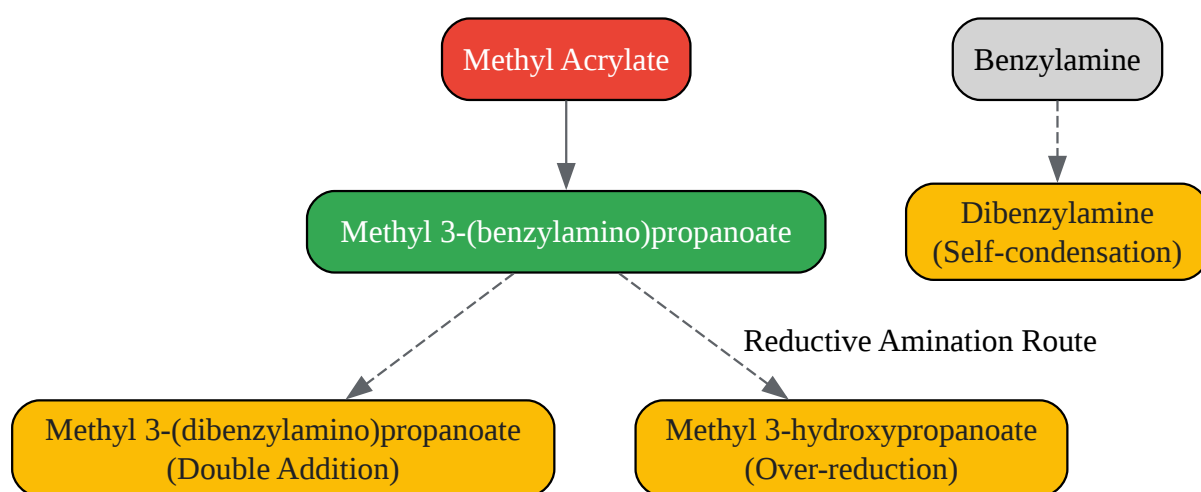 Methyl Acrylate
Benzylamine
Methyl 3-(benzylamino)propanoate
Dibenzylamine
(Self-condensation)
Reductive Amination Route
Methyl 3-(dibenzylamino)propanoate
(Double Addition)
Methyl 3-hydroxypropanoate
(Over-reduction)